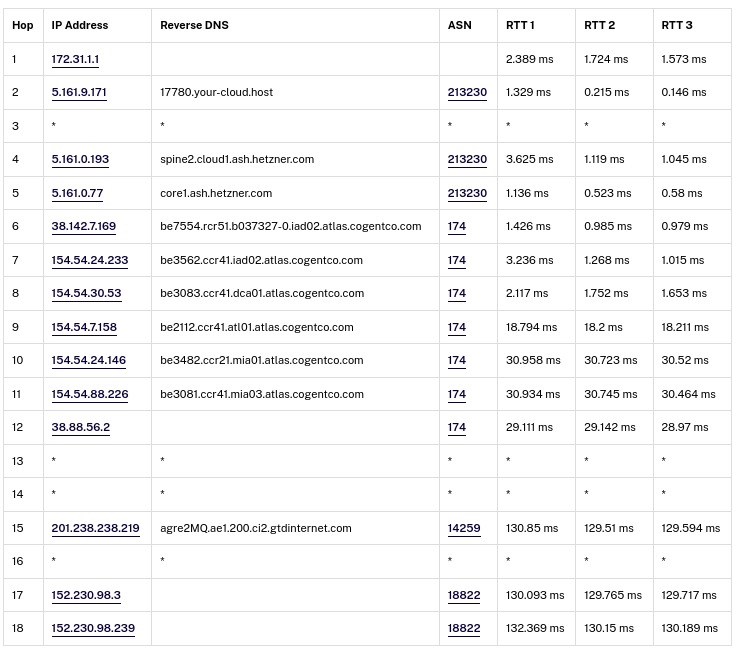 Hop IP Address Reverse DNS ASN RTT 1 RTT 2 RTT 3
1 172.31.1.1 2.389 ms 1.724 ms 1.573 ms
2 5.161.9.171 17780.your-cloud.host 213230 1.329 ms 0.215 ms 0.146 ms
3 * * * * * *
4 5.161.0.193 spine2.cloud1.ash.hetzner.com 213230 3.625 ms 1.119 ms 1.045 ms
5 5.161.0.77 core1.ash.hetzner.com 213230 1.136 ms 0.523 ms 0.58 ms
6 38.142.7.169 be7554.rcr51.b037327-0.iad02.atlas.cogentco.com 174 1.426 ms 0.985 ms 0.979 ms
7 154.54.24.233 be3562.ccr41.iad02.atlas.cogentco.com 174 3.236 ms 1.268 ms 1.015 ms
8 154.54.30.53 be3083.ccr41.dca01.atlas.cogentco.com 174 2.117 ms 1.752 ms 1.653 ms
9 154.54.7.158 be2112.ccr41.atl01.atlas.cogentco.com 174 18.794 ms 18.2 ms 18.211 ms
10 154.54.24.146 be3482.ccr21.mia01.atlas.cogentco.com 174 30.958 ms 30.723 ms 30.52 ms
11 154.54.88.226 be3081.ccr41.mia03.atlas.cogentco.com 174 30.934 ms 30.745 ms 30.464 ms
12 38.88.56.2 174 29.111 ms 29.142 ms 28.97 ms
13 * * * * * *
14 * * * * * *
15 201.238.238.219 agre2MQ.ae1.200.ci2.gtdinternet.com 14259 130.85 ms 129.51 ms 129.594 ms
16 * * * * * *
17 152.230.98.3 18822 130.093 ms 129.765 ms 129.717 ms
18 152.230.98.239 18822 132.369 ms 130.15 ms 130.189 ms